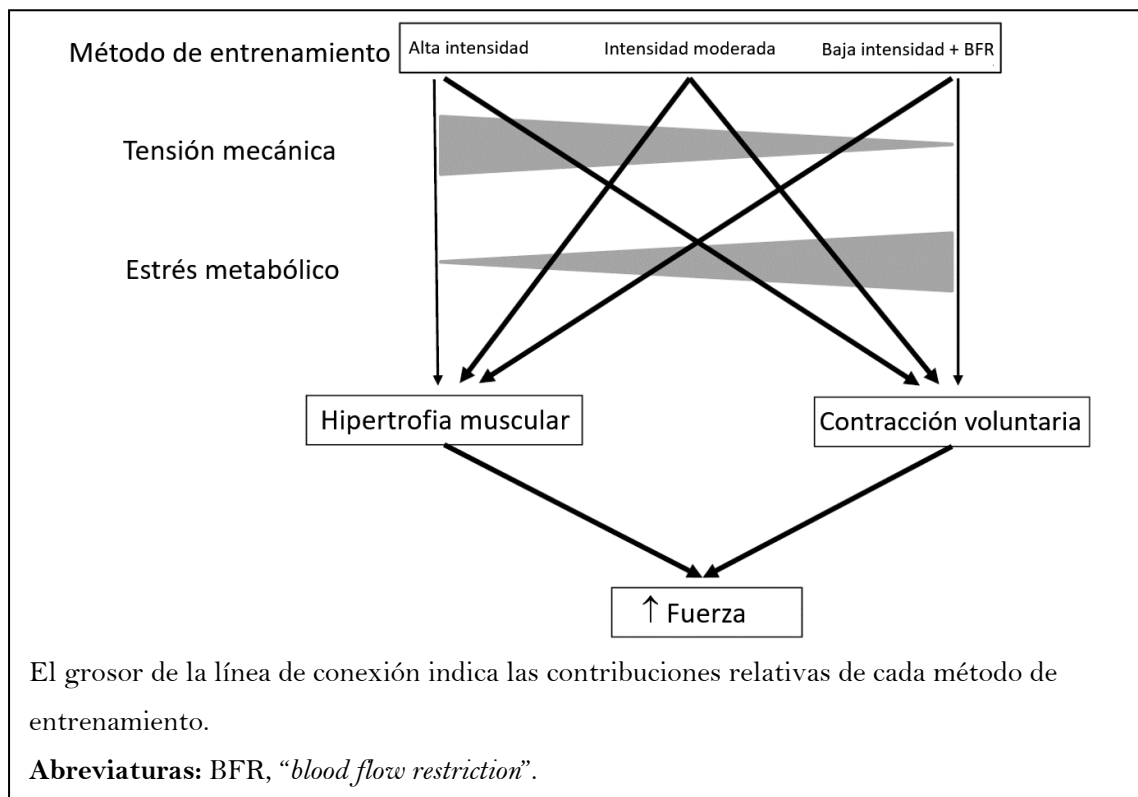 Método de entrenamiento
Alta intensidad Intensidad moderada Baja intensidad + BFR
Tensión mecánica
Estrés metabólico
Hipertrofia muscular
Contracción voluntaria
↑ Fuerza
El grosor de la línea de conexión indica las contribuciones relativas de cada método de
entrenamiento.
Abreviaturas: BFR, “blood flow restriction”.